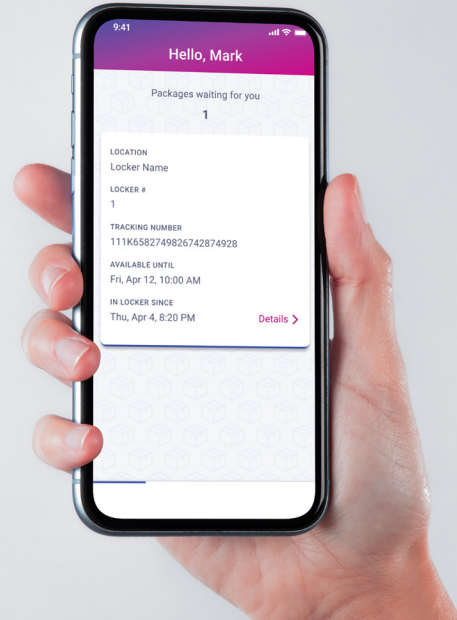 9:41
Hello, Mark
Packages waiting for you
1
LOCATION
Locker Name
LOCKER #
1
TRACKING NUMBER
111K6582749826742874928
AVAILABLE UNTIL
Fri, Apr 12, 10:00 AM
IN LOCKER SINCE
Thu, Apr 4, 8:20 PM
Details